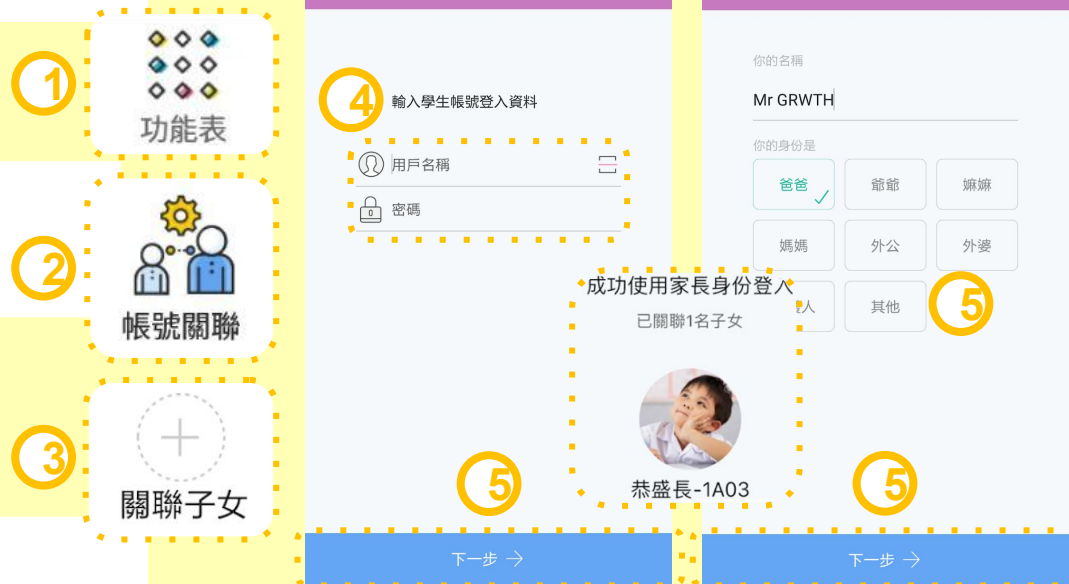 1
功能表
2
帳號關聯
3
關聯子女
4
輸入學生帳號登入資料
用戶名稱
密碼
5
下一步
你的名稱
Mr GRWTH
你的身份是
爸爸
爺爺
嫲嫲
媽媽
外公
外婆
人
其他
5
成功使用家長身份登入
已關聯1名子女
恭盛長-1A03
5
下一步